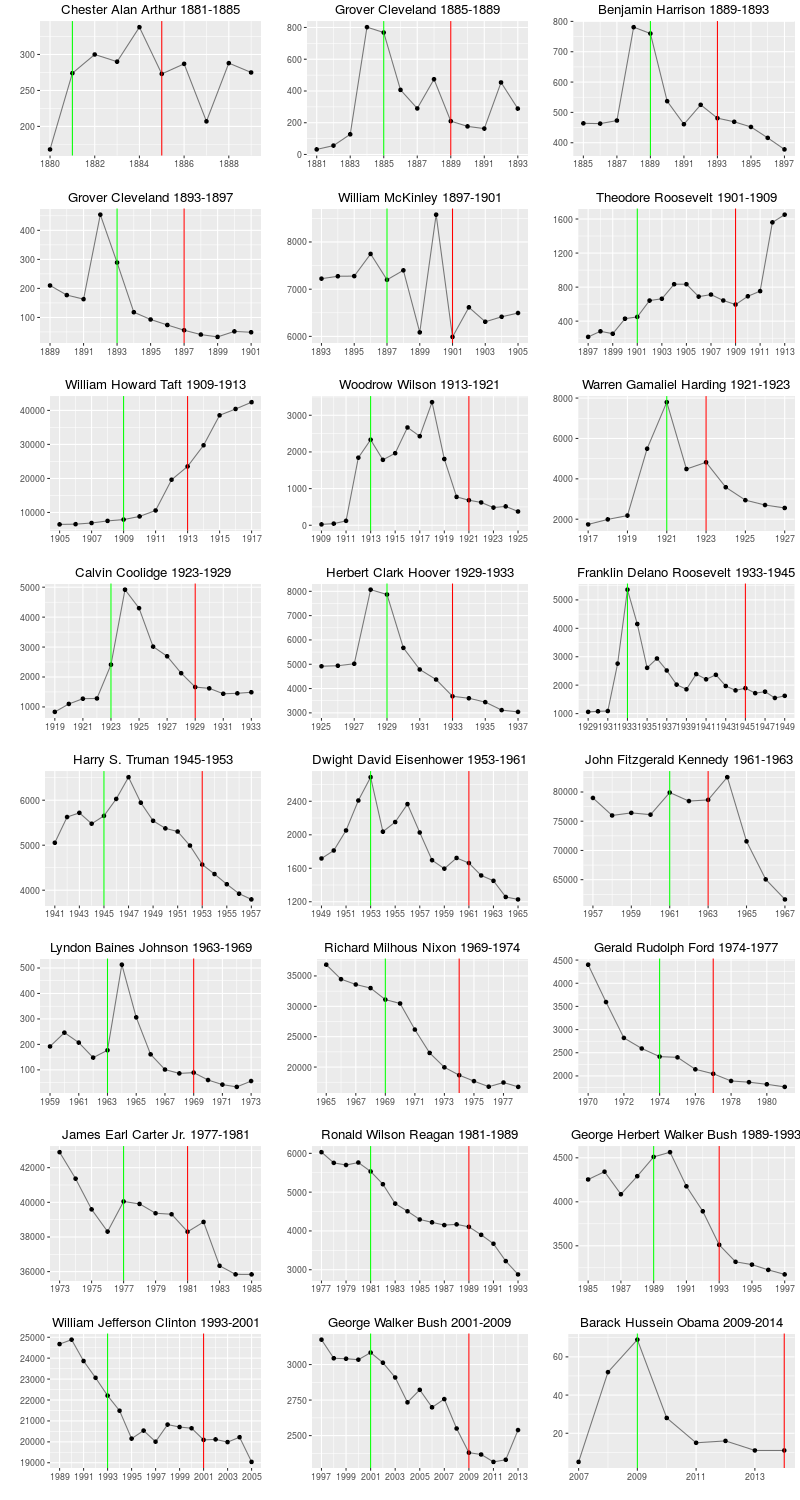 Chester Alan Arthur 1881-1885
300
250
200
1880 1882 1884 1886 1888
Grover Cleveland 1885-1889
800
600
400
200
0
1881 1883 1885 1887 1889 1891 1893
Benjamin Harrison 1889-1893
800
700
600
500
400
1885 1887 1889 1891 1893 1895 1897
Grover Cleveland 1893-1897
400
300
200
100
1889 1891 1893 1895 1897 1899 1901
William McKinley 1897-1901
8000
7000
6000
1893 1895 1897 1899 1901 1903 1905
Theodore Roosevelt 1901-1909
1600
1200
800
400
1897 1899 1901 1903 1905 1907 1909 1911 1913
William Howard Taft 1909-1913
40000
30000
20000
10000
1905 1907 1909 1911 1913 1915 1917
Woodrow Wilson 1913-1921
3000
2000
1000
0
1909 1911 1913 1915 1917 1919 1921 1923 1925
Warren Gamaliel Harding 1921-1923
8000
6000
4000
2000
1917 1919 1921 1923 1925 1927
Calvin Coolidge 1923-1929
5000
4000
3000
2000
1000
1919 1921 1923 1925 1927 1929 1931 1933
Herbert Clark Hoover 1929-1933
8000
7000
6000
5000
4000
3000
1925 1927 1929 1931 1933 1935 1937
Franklin Delano Roosevelt 1933-1945
5000
4000
3000
2000
1000
1929 1931 1933 1935 1937 1939 1941 1943 1945 1947 1949
Harry S. Truman 1945-1953
6000
5000
4000
1941 1943 1945 1947 1949 1951 1953 1955 1957
Dwight David Eisenhower 1953-1961
2400
2000
1600
1200
1949 1951 1953 1955 1957 1959 1961 1963 1965
John Fitzgerald Kennedy 1961-1963
80000
75000
70000
65000
1957 1959 1961 1963 1965 1967
Lyndon Baines Johnson 1963-1969
500
400
300
200
100
1959 1961 1963 1965 1967 1969 1971 1973
Richard Milhous Nixon 1969-1974
35000
30000
25000
20000
1965 1967 1969 1971 1973 1975 1977
Gerald Rudolph Ford 1974-1977
4500
4000
3500
3000
2500
2000
1970 1972 1974 1976 1978 1980
James Earl Carter Jr. 1977-1981
42000
40000
38000
36000
1973 1975 1977 1979 1981 1983 1985
Ronald Wilson Reagan 1981-1989
6000
5000
4000
3000
1977 1979 1981 1983 1985 1987 1989 1991 1993
George Herbert Walker Bush 1989-1993
4500
4000
3500
1985 1987 1989 1991 1993 1995 1997
William Jefferson Clinton 1993-2001
25000
24000
23000
22000
21000
20000
19000
1989 1991 1993 1995 1997 1999 2001 2003 2005
George Walker Bush 2001-2009
3000
2750
2500
1997 1999 2001 2003 2005 2007 2009 2011 2013
Barack Hussein Obama 2009-2014
60
40
20
2007 2009 2011 2013